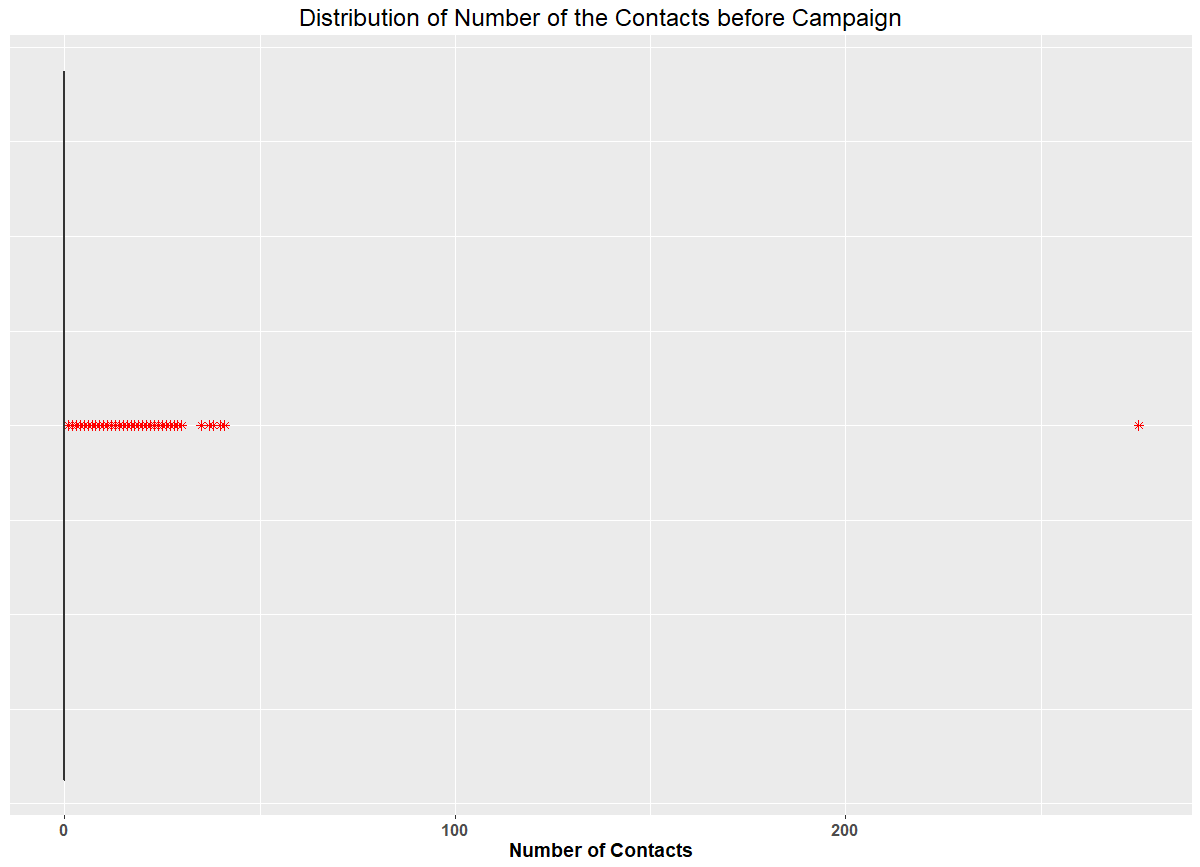 Distribution of Number of the Contacts before Campaign
0 100 200
Number of Contacts